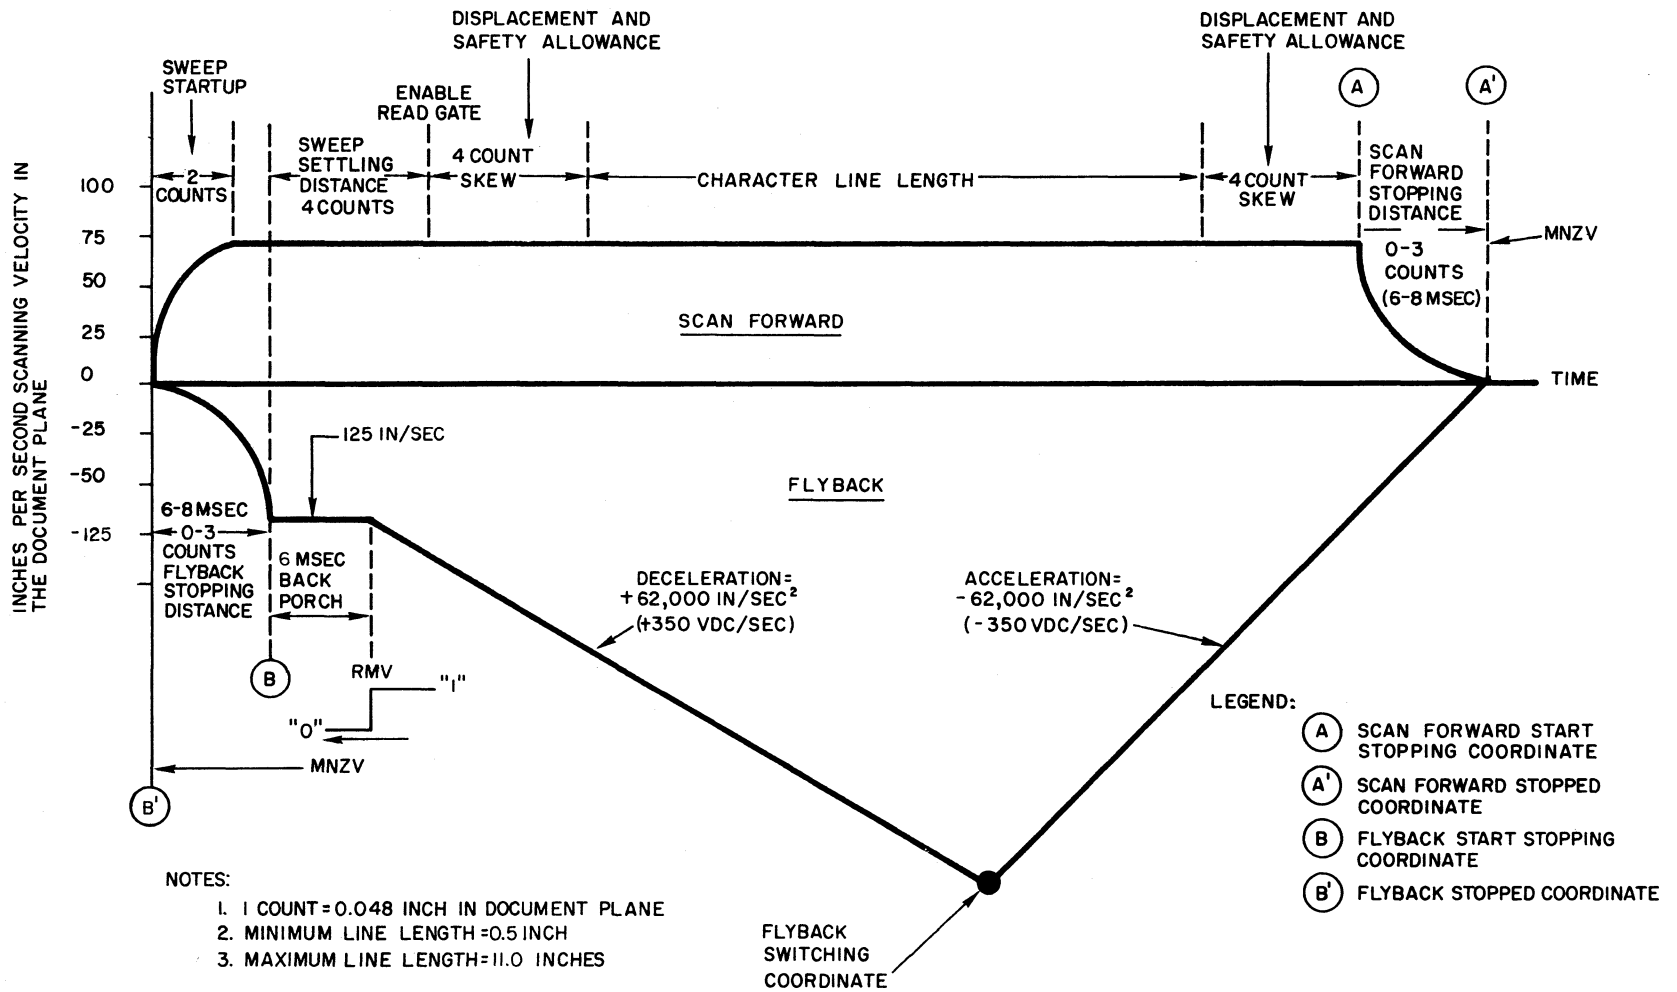 DISPLACEMENT AND
SAFETY ALLOWANCE
DISPLACEMENT AND
SAFETY ALLOWANCE
SWEEP
STARTUP
A
A'
ENABLE
READ GATE
SWEEP
SETTLING
DISTANCE
4 COUNTS
4 COUNT
SKEW
2
COUNTS
CHARACTER LINE LENGTH
4 COUNT
SKEW
SCAN
FORWARD
STOPPING
DISTANCE
0-3
COUNTS
(6-8 MSEC)
MNZV
INCHES PER SECOND SCANNING VELOCITY IN
THE DOCUMENT PLANE
100
75
50
25
0
-25
-50
-125
SCAN FORWARD
TIME
125 IN/SEC
FLYBACK
6-8 MSEC
0-3
COUNTS
FLYBACK
STOPPING
DISTANCE
6 MSEC
BACK
PORCH
DECELERATION=
+62,000 IN/SEC²
(+350 VDC/SEC)
ACCELERATION=
-62,000 IN/SEC²
(-350 VDC/SEC)
B
RMV
"1"
"0"
MNZV
B'
LEGEND:
A SCAN FORWARD START
STOPPING COORDINATE
A' SCAN FORWARD STOPPED
COORDINATE
B FLYBACK START STOPPING
COORDINATE
B' FLYBACK STOPPED COORDINATE
NOTES:
1. 1 COUNT=0.048 INCH IN DOCUMENT PLANE
2. MINIMUM LINE LENGTH=0.5 INCH
3. MAXIMUM LINE LENGTH=11.0 INCHES
FLYBACK
SWITCHING
COORDINATE